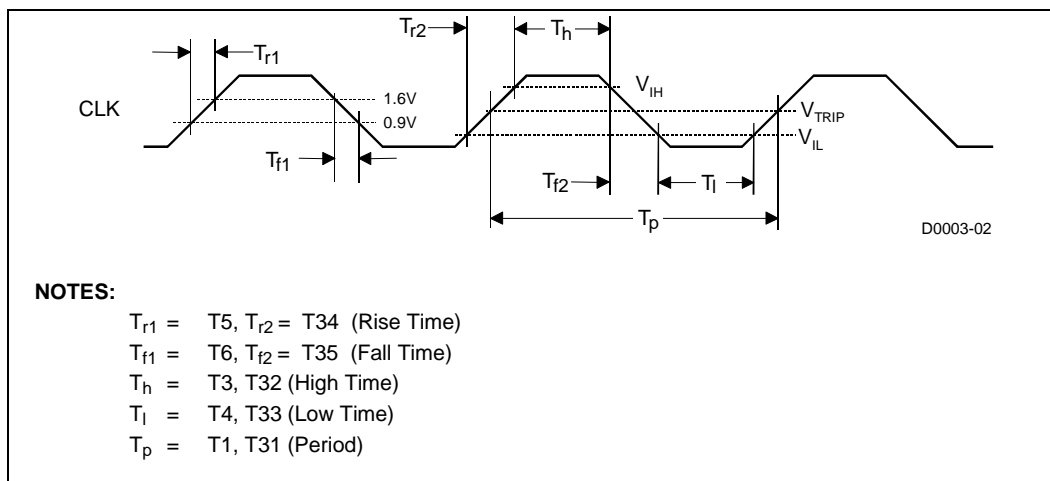 Tr2
Th
Tr1
VIH
CLK
1.6V
VTRIP
0.9V
VIL
Tf1
Tf2
Tl
Tp
D0003-02
NOTES:
Tr1 = T5, Tr2 = T34 (Rise Time)
Tf1 = T6, Tf2 = T35 (Fall Time)
Th = T3, T32 (High Time)
Tl = T4, T33 (Low Time)
Tp = T1, T31 (Period)